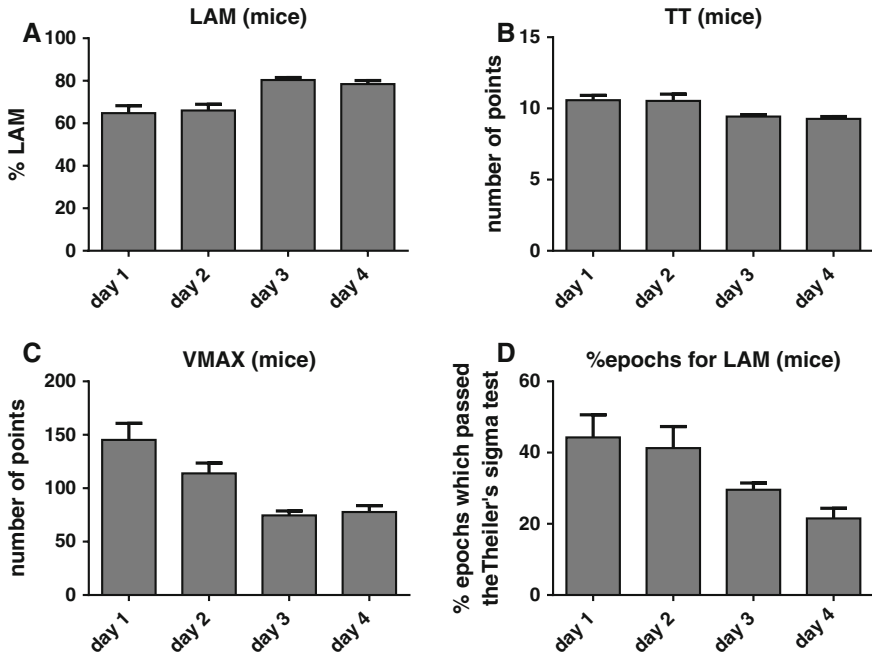 A
LAM (mice)
% LAM
100
80
60
40
20
0
day 1
day 2
day 3
day 4
B
TT (mice)
number of points
15
10
5
0
day 1
day 2
day 3
day 4
C
VMAX (mice)
number of points
200
150
100
50
0
day 1
day 2
day 3
day 4
D
%epochs for LAM (mice)
% epochs which passed
theTheiler's sigma test
60
40
20
0
day 1
day 2
day 3
day 4